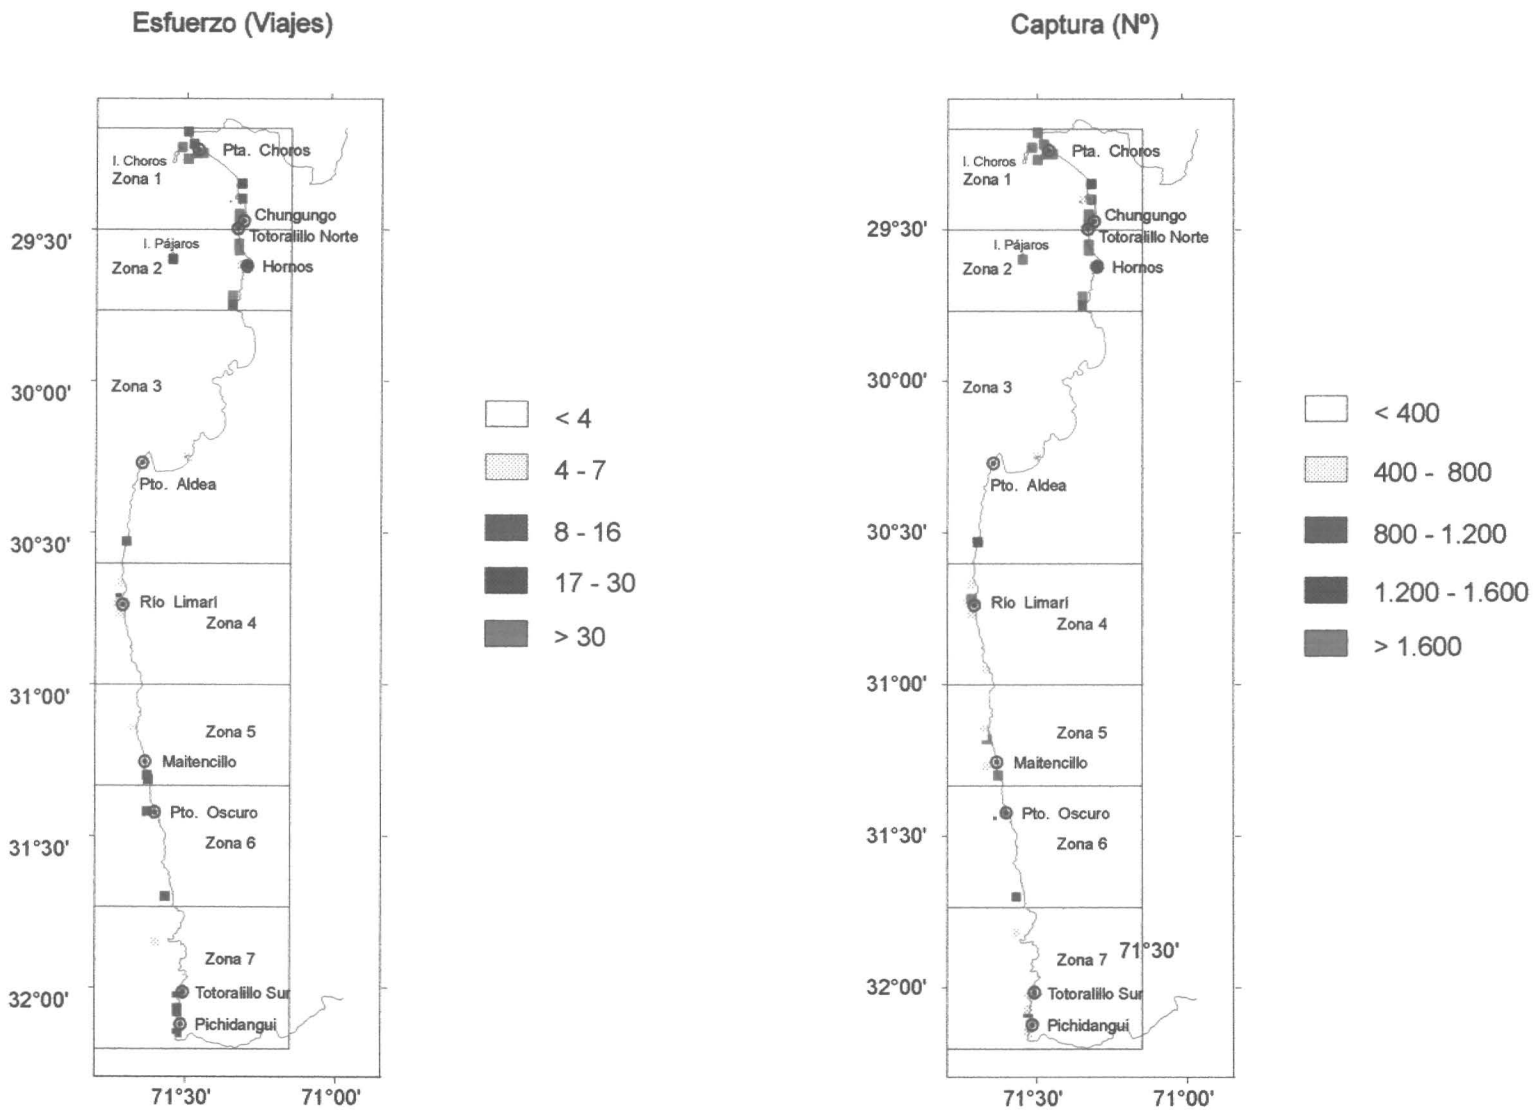 Esfuerzo (Viajes)
I. Choros
Pta. Choros
Zona 1
Chungungo
29°30'
Totoralillo Norte
I. Pájaros
Zona 2
Hornos
Zona 3
30°00'
Pto. Aldea
30°30'
Río Limarí
Zona 4
31°00'
Zona 5
Maitencillo
Pto. Oscuro
31°30'
Zona 6
Zona 7
32°00'
Totoralillo Sur
Pichidangui
71°30'
71°00'
< 4
4 - 7
8 - 16
17 - 30
> 30
Captura (Nº)
I. Choros
Pta. Choros
Zona 1
Chungungo
29°30'
Totoralillo Norte
I. Pájaros
Zona 2
Hornos
30°00'
Zona 3
Pto. Aldea
30°30'
Río Limarí
Zona 4
31°00'
Zona 5
Maitencillo
Pto. Oscuro
31°30'
Zona 6
71°30'
Zona 7
32°00'
Totoralillo Sur
Pichidangui
71°30'
71°00'
< 400
400 - 800
800 - 1.200
1.200 - 1.600
> 1.600